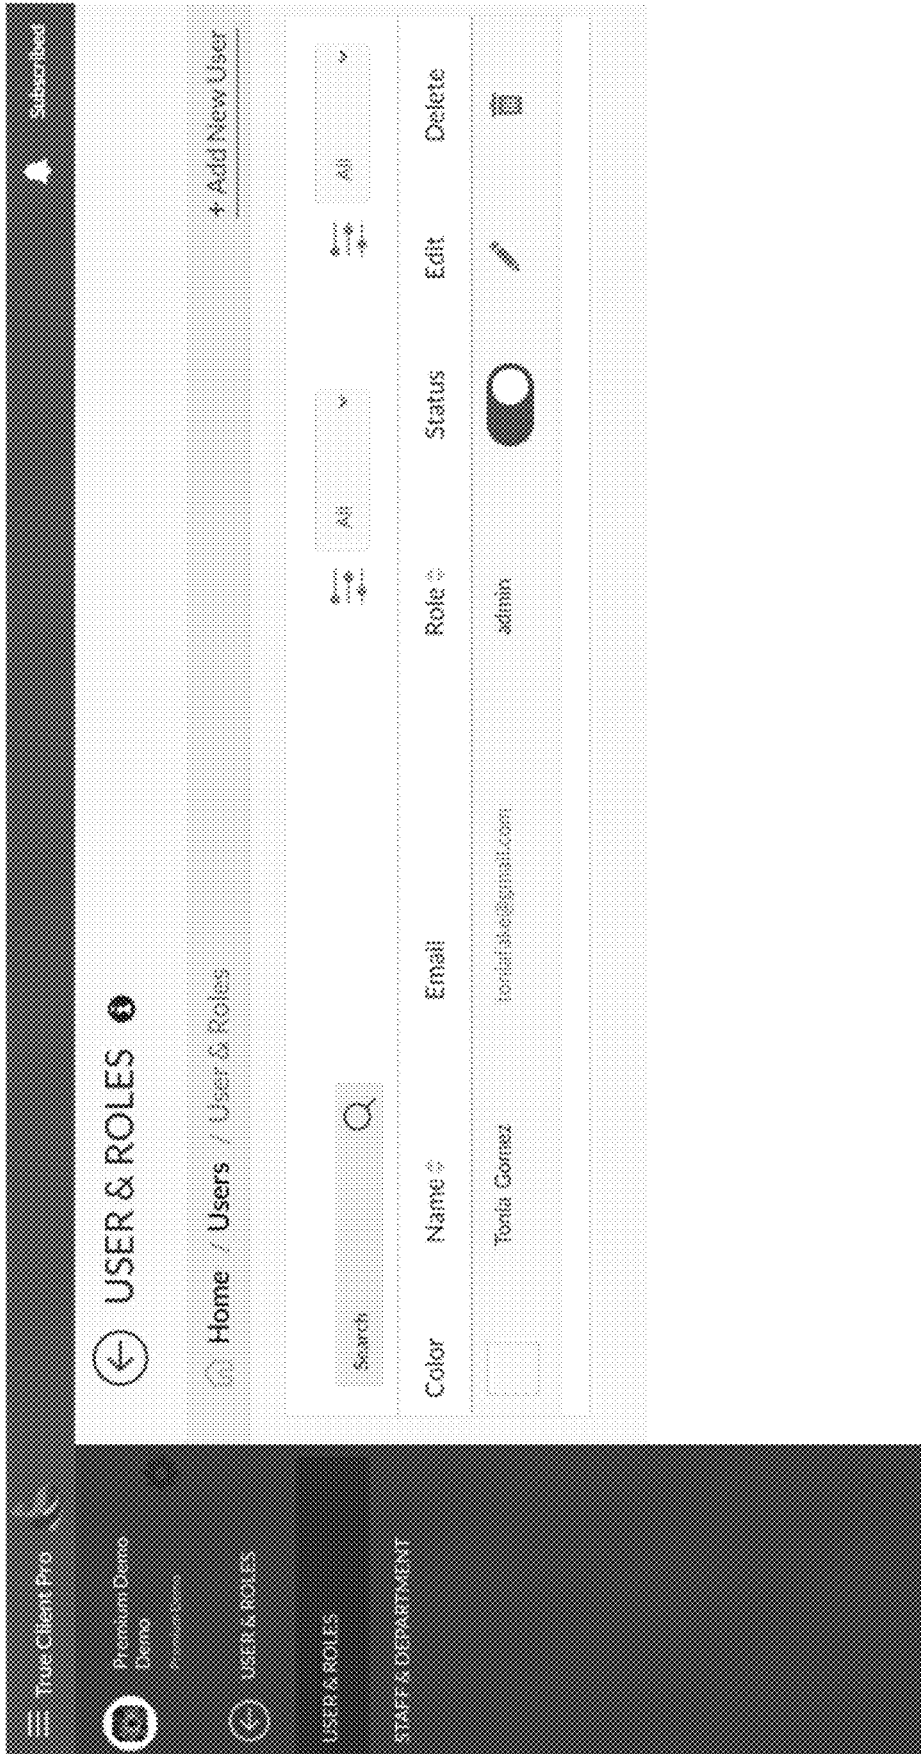 True Client Pro
Subscribed
Premium Demo
Demo
USER & ROLES
USER & ROLES
STAFF & DEPARTMENT
USER & ROLES
Home / Users / User & Roles
+ Add New User
Search
All
All
Color Name Email Role Status Edit Delete
Tonia Gomez admin